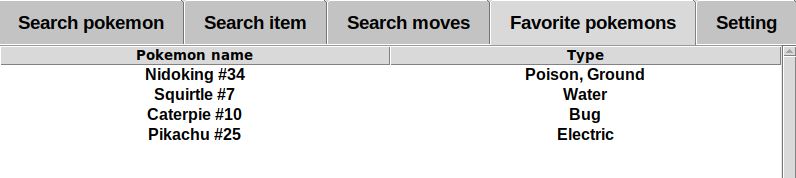 Search pokemon Search item Search moves Favorite pokemons Setting
Pokemon name Type
Nidoking #34 Poison, Ground
Squirtle #7 Water
Caterpie #10 Bug
Pikachu #25 Electric